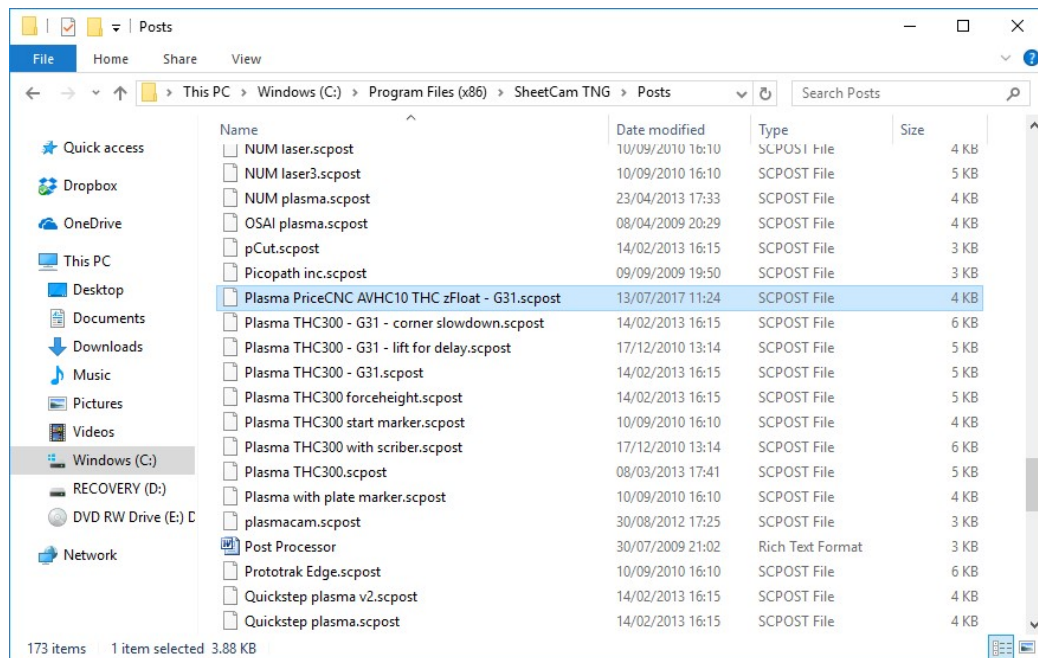 Posts
File Home Share View
This PC > Windows (C:) > Program Files (x86) > SheetCam TNG > Posts
Search Posts
Quick access
Dropbox
OneDrive
This PC
Desktop
Documents
Downloads
Music
Pictures
Videos
Windows (C:)
RECOVERY (D:)
DVD RW Drive (E:) D
Network
Name Date modified Type Size
NUM laser.scpost 10/09/2010 16:10 SCPOST File 4 KB
NUM laser3.scpost 10/09/2010 16:10 SCPOST File 5 KB
NUM plasma.scpost 23/04/2013 17:33 SCPOST File 4 KB
OSAI plasma.scpost 08/04/2009 20:29 SCPOST File 4 KB
pCut.scpost 14/02/2013 16:15 SCPOST File 3 KB
Picopath inc.scpost 09/09/2009 19:50 SCPOST File 3 KB
Plasma PriceCNC AVHC10 THC zFloat - G31.scpost 13/07/2017 11:24 SCPOST File 4 KB
Plasma THC300 - G31 - corner slowdown.scpost 14/02/2013 16:15 SCPOST File 6 KB
Plasma THC300 - G31 - lift for delay.scpost 17/12/2010 13:14 SCPOST File 5 KB
Plasma THC300 - G31.scpost 14/02/2013 16:15 SCPOST File 5 KB
Plasma THC300 forceheight.scpost 14/02/2013 16:15 SCPOST File 5 KB
Plasma THC300 start marker.scpost 10/09/2010 16:10 SCPOST File 4 KB
Plasma THC300 with scriber.scpost 17/12/2010 13:14 SCPOST File 6 KB
Plasma THC300.scpost 08/03/2013 17:41 SCPOST File 5 KB
Plasma with plate marker.scpost 10/09/2010 16:10 SCPOST File 4 KB
plasmacam.scpost 30/08/2012 17:25 SCPOST File 3 KB
Post Processor 30/07/2009 21:02 Rich Text Format 3 KB
Prototrak Edge.scpost 10/09/2010 16:10 SCPOST File 6 KB
Quickstep plasma v2.scpost 14/02/2013 16:15 SCPOST File 4 KB
Quickstep plasma.scpost 14/02/2013 16:15 SCPOST File 4 KB
173 items 1 item selected 3.88 KB